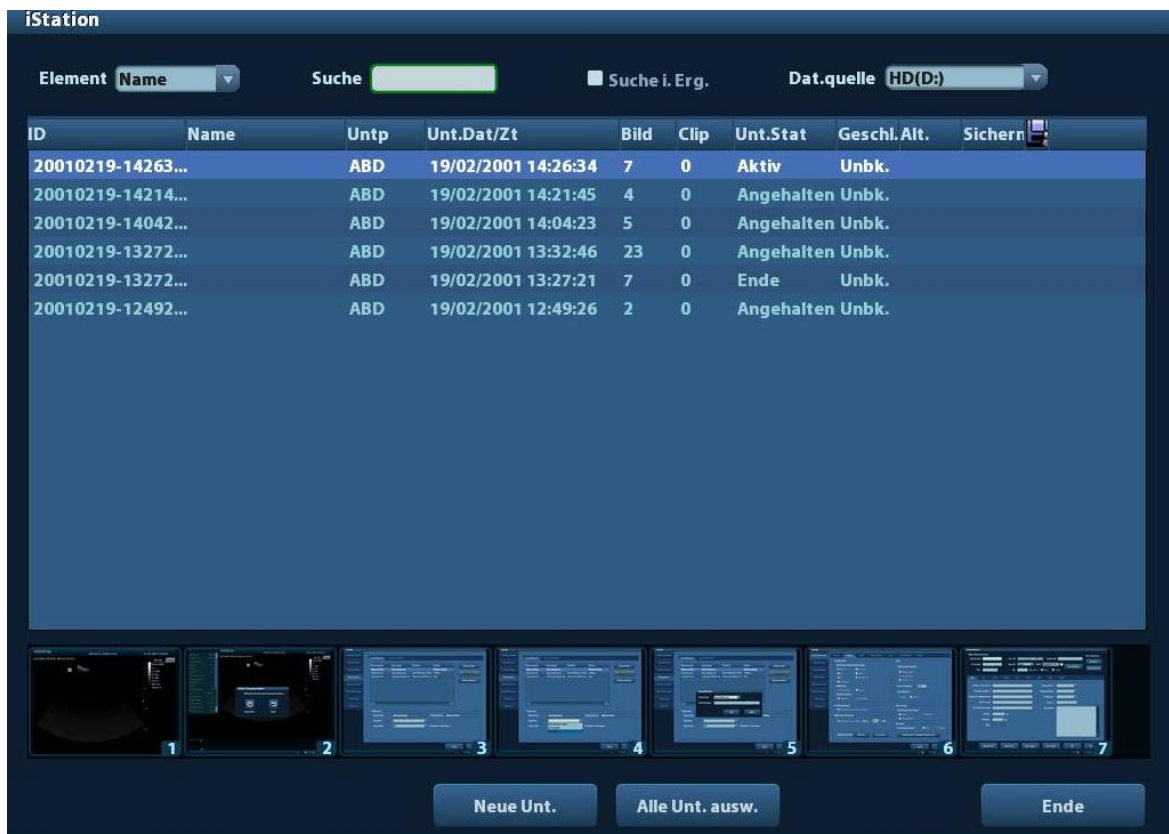 iStation
Element Name Suche Suche i. Erg. Dat.quelle HD(D:)
ID Name Untp Unt.Dat/Zt Bild Clip Unt.Stat Geschl. Alt. Sichern
20010219-14263... ABD 19/02/2001 14:26:34 7 0 Aktiv Unbk.
20010219-14214... ABD 19/02/2001 14:21:45 4 0 Angehalten Unbk.
20010219-14042... ABD 19/02/2001 14:04:23 5 0 Angehalten Unbk.
20010219-13272... ABD 19/02/2001 13:32:46 23 0 Angehalten Unbk.
20010219-13272... ABD 19/02/2001 13:27:21 7 0 Ende Unbk.
20010219-12492... ABD 19/02/2001 12:49:26 2 0 Angehalten Unbk.
1 2 3 4 5 6 7
Neue Unt. Alle Unt. ausw. Ende